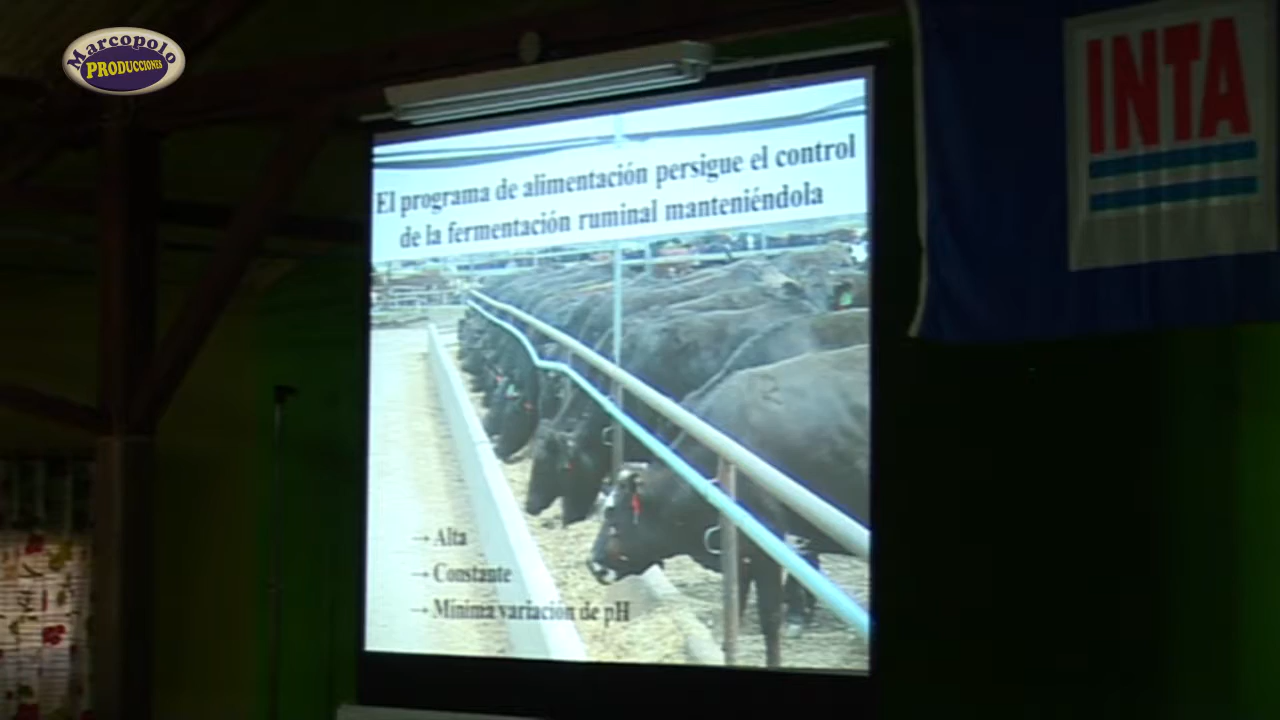 Marcopolo
PRODUCCIONES
INTA
El programa de alimentación persigue el control
de la fermentación ruminal manteniéndola
→ Alta
→ Constante
→ Mínima variación de pH